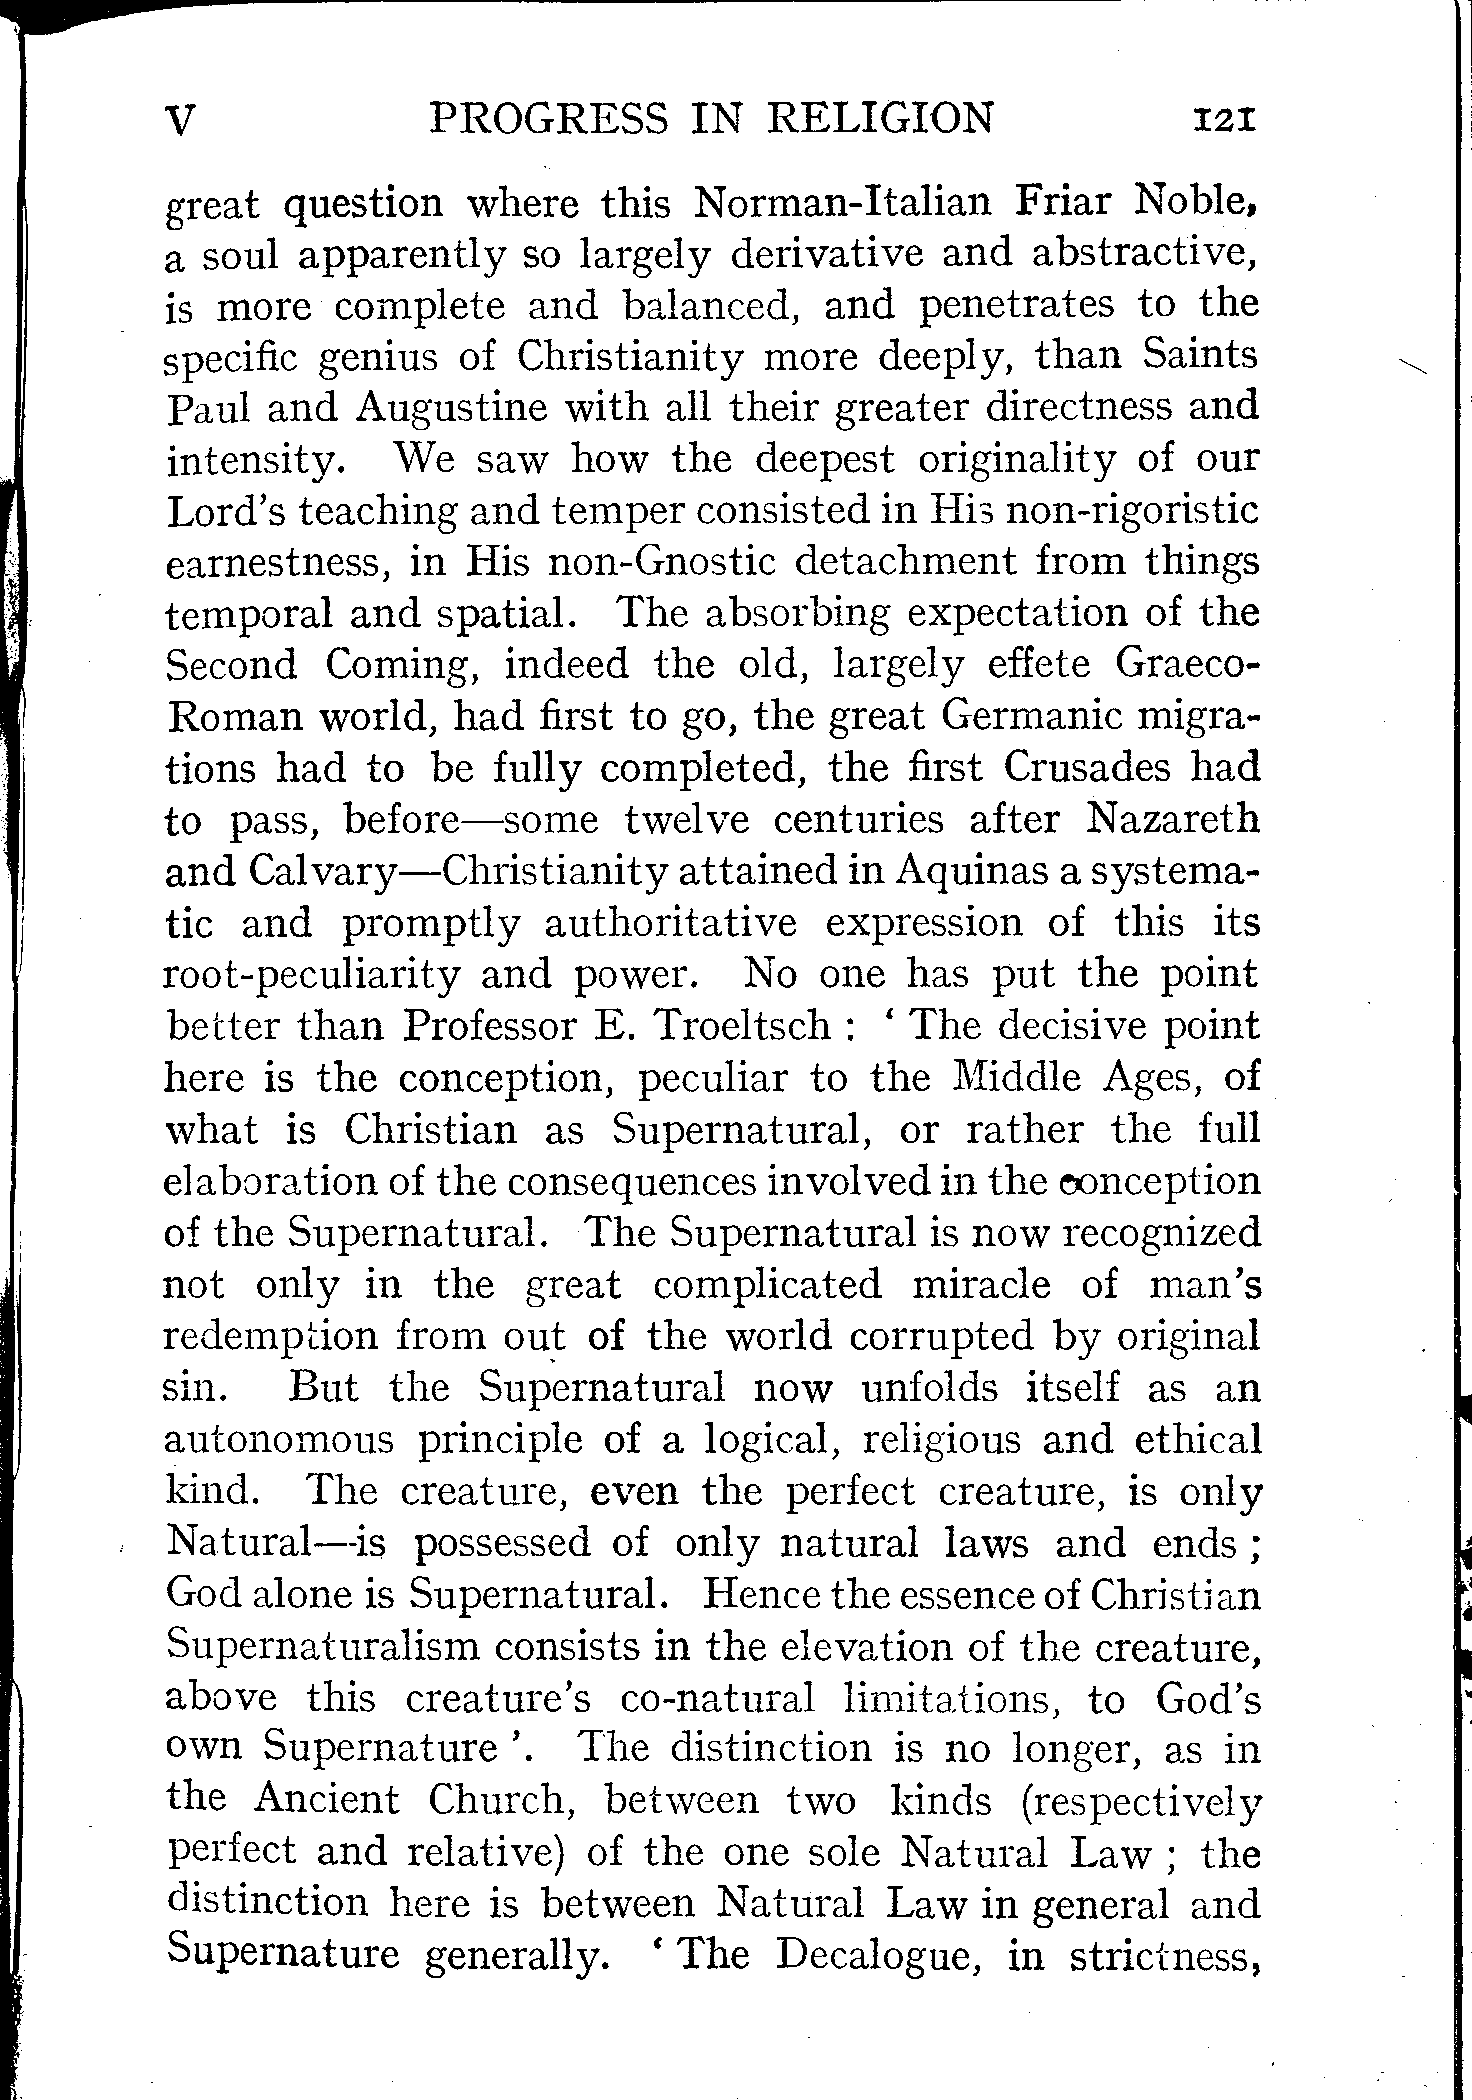 V PROGRESS IN RELIGION 121
great question where this Norman-Italian Friar Noble,
a soul apparently so largely derivative and abstractive,
is more complete and balanced, and penetrates to the
specific genius of Christianity more deeply, than Saints
Paul and Augustine with all their greater directness and
intensity. We saw how the deepest originality of our
Lord's teaching and temper consisted in His non-rigoristic
earnestness, in His non-Gnostic detachment from things
temporal and spatial. The absorbing expectation of the
Second Coming, indeed the old, largely effete Graeco-
Roman world, had first to go, the great Germanic migra-
tions had to be fully completed, the first Crusades had
to pass, before—some twelve centuries after Nazareth
and Calvary—Christianity attained in Aquinas a systema-
tic and promptly authoritative expression of this its
root-peculiarity and power. No one has put the point
better than Professor E. Troeltsch : ‘ The decisive point
here is the conception, peculiar to the Middle Ages, of
what is Christian as Supernatural, or rather the full
elaboration of the consequences involved in the conception
of the Supernatural. The Supernatural is now recognized
not only in the great complicated miracle of man's
redemption from out of the world corrupted by original
sin. But the Supernatural now unfolds itself as an
autonomous principle of a logical, religious and ethical
kind. The creature, even the perfect creature, is only
Natural—is possessed of only natural laws and ends ;
God alone is Supernatural. Hence the essence of Christian
Supernaturalism consists in the elevation of the creature,
above this creature's co-natural limitations, to God's
own Supernature ’. The distinction is no longer, as in
the Ancient Church, between two kinds (respectively
perfect and relative) of the one sole Natural Law ; the
distinction here is between Natural Law in general and
Supernature generally. ‘ The Decalogue, in strictness,